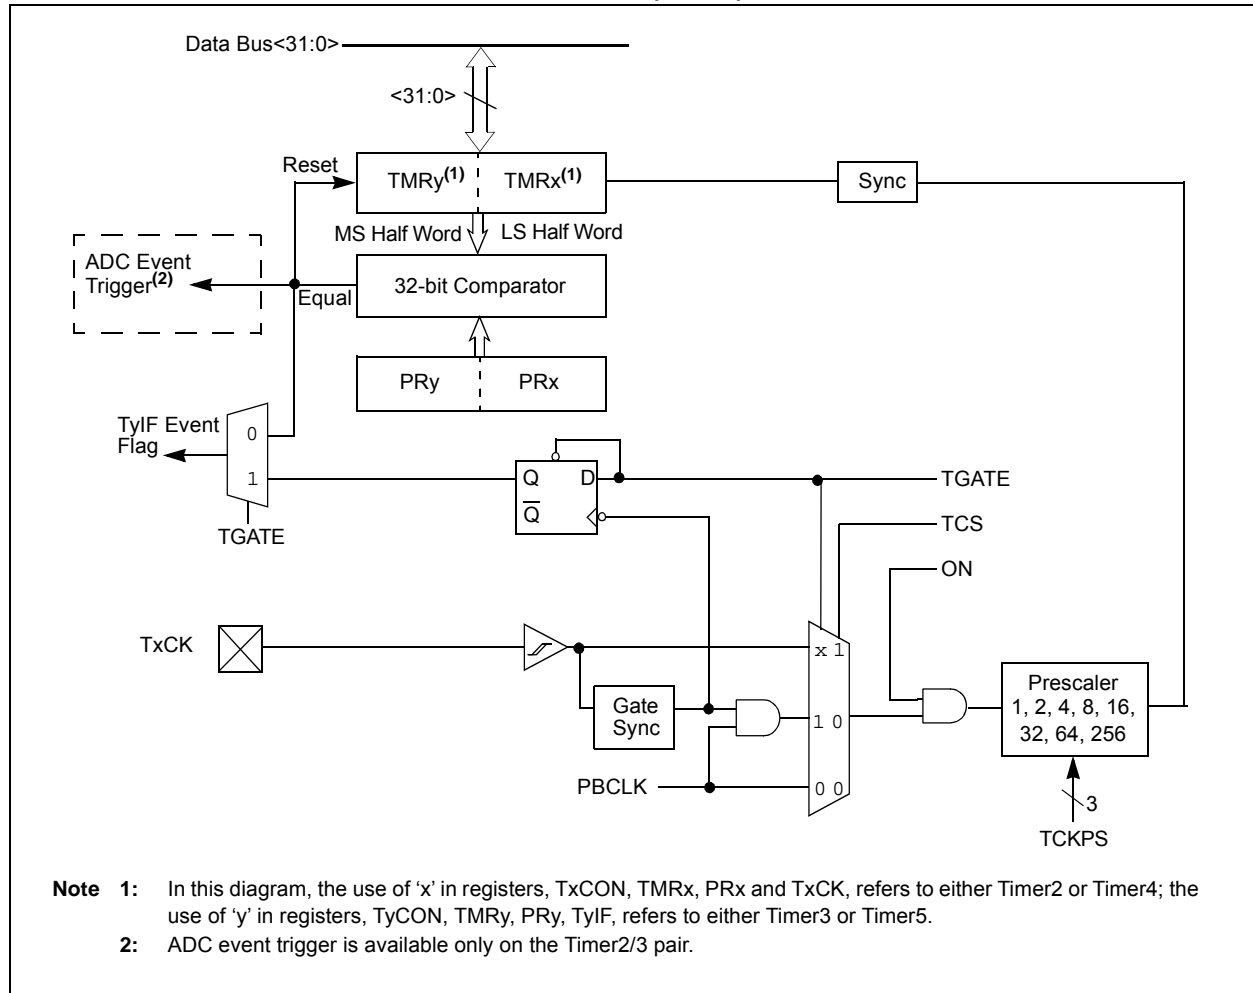 Data Bus<31:0>
<31:0>
Reset
TMRy(1)
TMRx(1)
Sync
MS Half Word
LS Half Word
ADC Event
Trigger(2)
Equal
32-bit Comparator
PRy
PRx
TyIF Event
Flag
0
1
TGATE
Q
D
Q
TGATE
TCS
ON
TxCK
x 1
Gate
Sync
1 0
PBCLK
0 0
Prescaler
1, 2, 4, 8, 16,
32, 64, 256
3
TCKPS
Note 1: In this diagram, the use of ‘x’ in registers, TxCON, TMRx, PRx and TxCK, refers to either Timer2 or Timer4; the
use of ‘y’ in registers, TyCON, TMRy, PRy, TyIF, refers to either Timer3 or Timer5.
2: ADC event trigger is available only on the Timer2/3 pair.